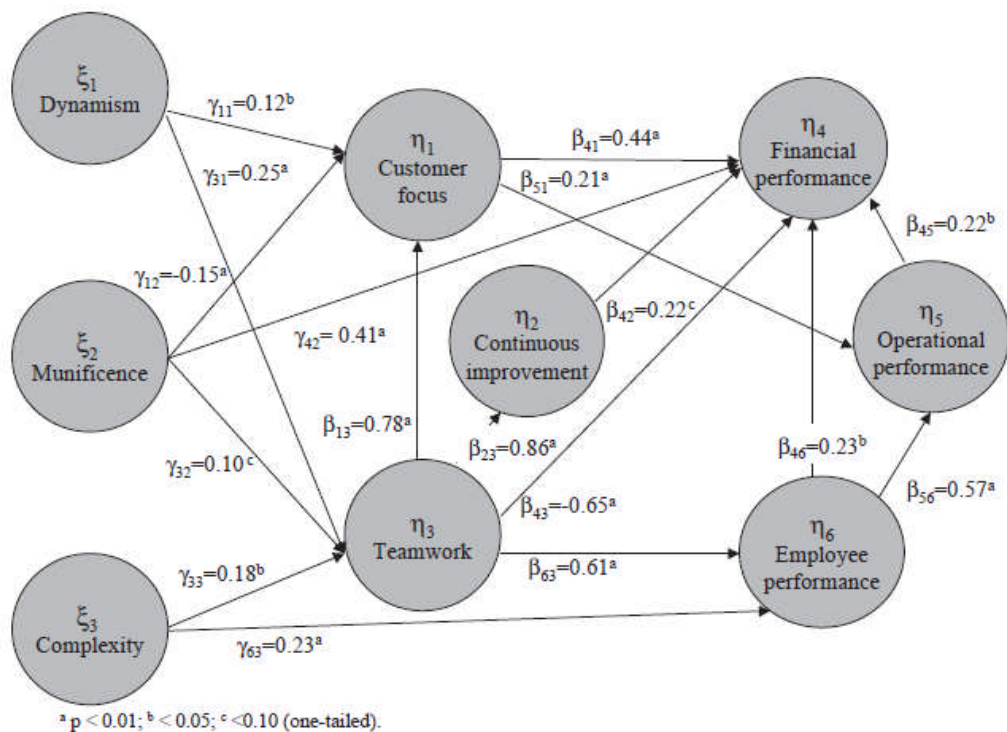 ξ₁
Dynamism
γ₁₁=0.12ᵇ
η₁
Customer
focus
β₄₁=0.44ᵃ
η₄
Financial
performance
γ₃₁=0.25ᵃ
β₅₁=0.21ᵃ
β₄₅=0.22ᵇ
γ₁₂=-0.15ᵃ
ξ₂
Munificence
γ₄₂= 0.41ᵃ
η₂
Continuous
improvement
β₄₂=0.22ᶜ
η₅
Operational
performance
β₁₃=0.78ᵃ
β₂₃=0.86ᵃ
β₄₆=0.23ᵇ
γ₃₂=0.10 ᶜ
β₄₃=-0.65ᵃ
β₅₆=0.57ᵃ
η₃
Teamwork
η₆
Employee
performance
γ₃₃=0.18ᵇ
β₆₃=0.61ᵃ
ξ₃
Complexity
γ₆₃=0.23ᵃ
ᵃ p < 0.01; ᵇ < 0.05; ᶜ <0.10 (one-tailed).